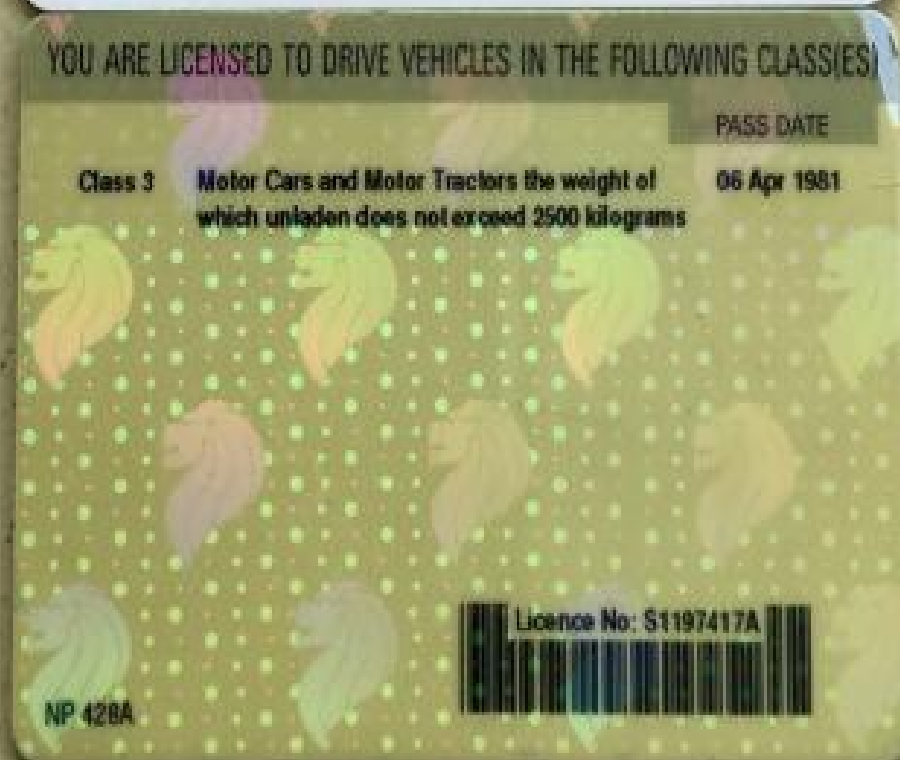 YOU ARE LICENSED TO DRIVE VEHICLES IN THE FOLLOWING CLASS(ES)
PASS DATE
Class 3 Motor Cars and Motor Tractors the weight of 06 Apr 1981
which unladen does not exceed 2500 kilograms
Licence No: S1197417A
NP 428A